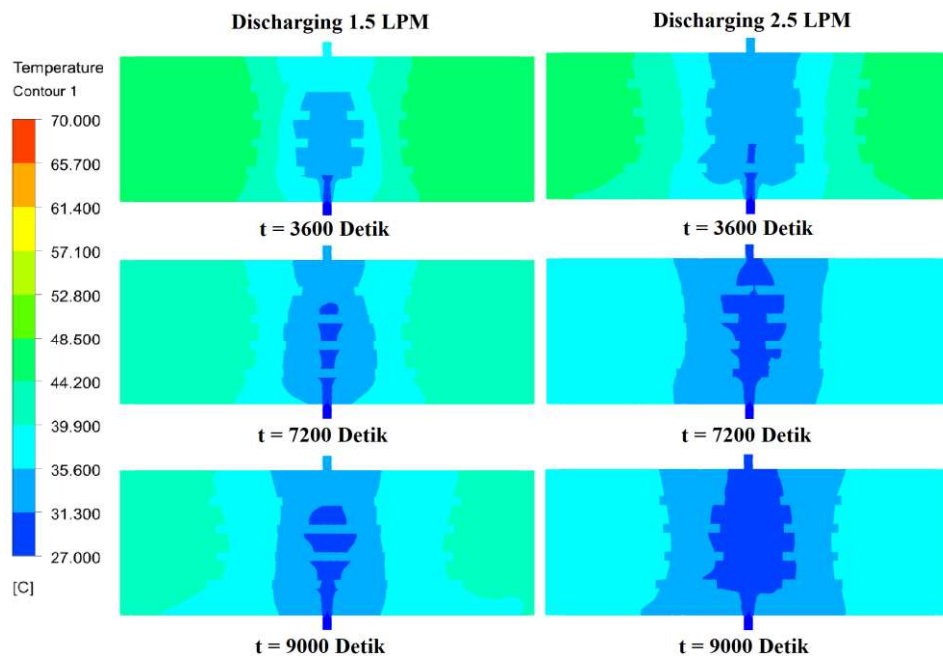 Discharging 1.5 LPM
Discharging 2.5 LPM
Temperature
Contour 1
70.000
65.700
61.400
57.100
52.800
48.500
44.200
39.900
35.600
31.300
27.000
[C]
t = 3600 Detik
t = 3600 Detik
t = 7200 Detik
t = 7200 Detik
t = 9000 Detik
t = 9000 Detik